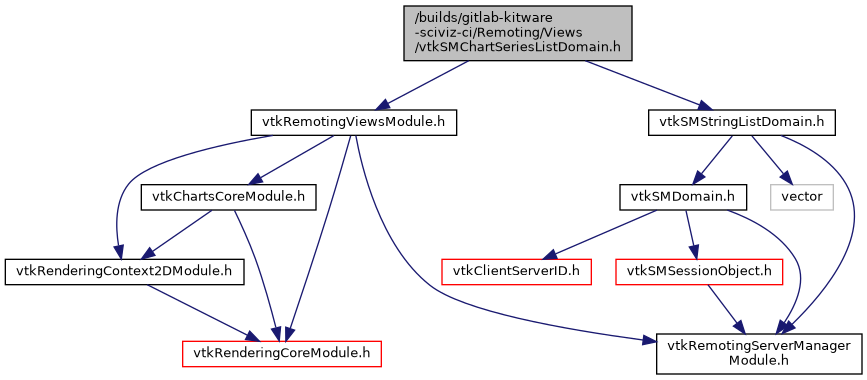 /builds/gitlab-kitware
-sciviz-ci/Remoting/Views
/vtkSMChartSeriesListDomain.h
vtkRemotingViewsModule.h
vtkSMStringListDomain.h
vtkChartsCoreModule.h
vtkSMDomain.h
vector
vtkRenderingContext2DModule.h
vtkClientServerID.h
vtkSMSessionObject.h
vtkRenderingCoreModule.h
vtkRemotingServerManager
Module.h